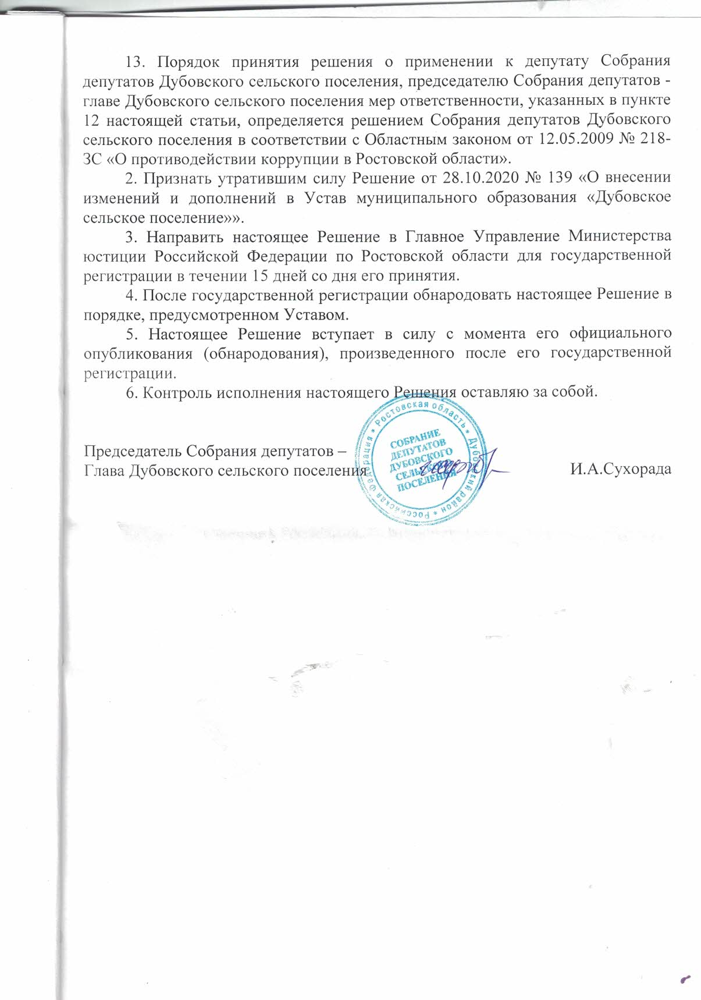 13. Порядок принятия решения о применении к депутату Собрания
депутатов Дубовского сельского поселения, председателю Собрания депутатов -
главе Дубовского сельского поселения мер ответственности, указанных в пункте
12 настоящей статьи, определяется решением Собрания депутатов Дубовского
сельского поселения в соответствии с Областным законом от 12.05.2009 № 218-
ЗС «О противодействии коррупции в Ростовской области».
2. Признать утратившим силу Решение от 28.10.2020 № 139 «О внесении
изменений и дополнений в Устав муниципального образования «Дубовское
сельское поселение»».
3. Направить настоящее Решение в Главное Управление Министерства
юстиции Российской Федерации по Ростовской области для государственной
регистрации в течении 15 дней со дня его принятия.
4. После государственной регистрации обнародовать настоящее Решение в
порядке, предусмотренном Уставом.
5. Настоящее Решение вступает в силу с момента его официального
опубликования (обнародования), произведенного после его государственной
регистрации.
6. Контроль исполнения настоящего Решения оставляю за собой.
Председатель Собрания депутатов –
Глава Дубовского сельского поселения И.А.Сухорада
Российская Федерация * Ростовская область * Дубовский район *
СОБРАНИЕ
ДЕПУТАТОВ
ДУБОВСКОГО
СЕЛЬСКОГО
ПОСЕЛЕНИЯ